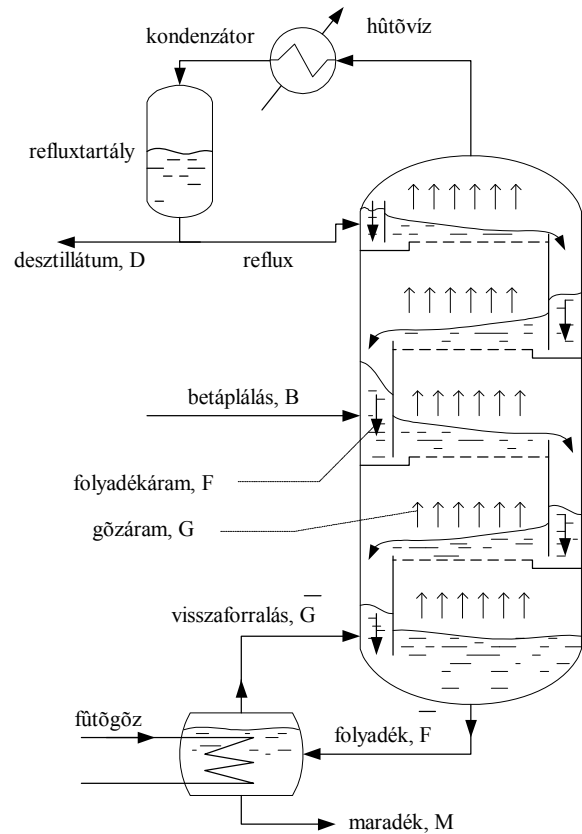 hûtõvíz
kondenzátor
refluxtartály
desztillátum, D
reflux
betáplálás, B
folyadékáram, F
gõzáram, G
visszaforralás, G̅
fûtõgõz
folyadék, F̅
maradék, M